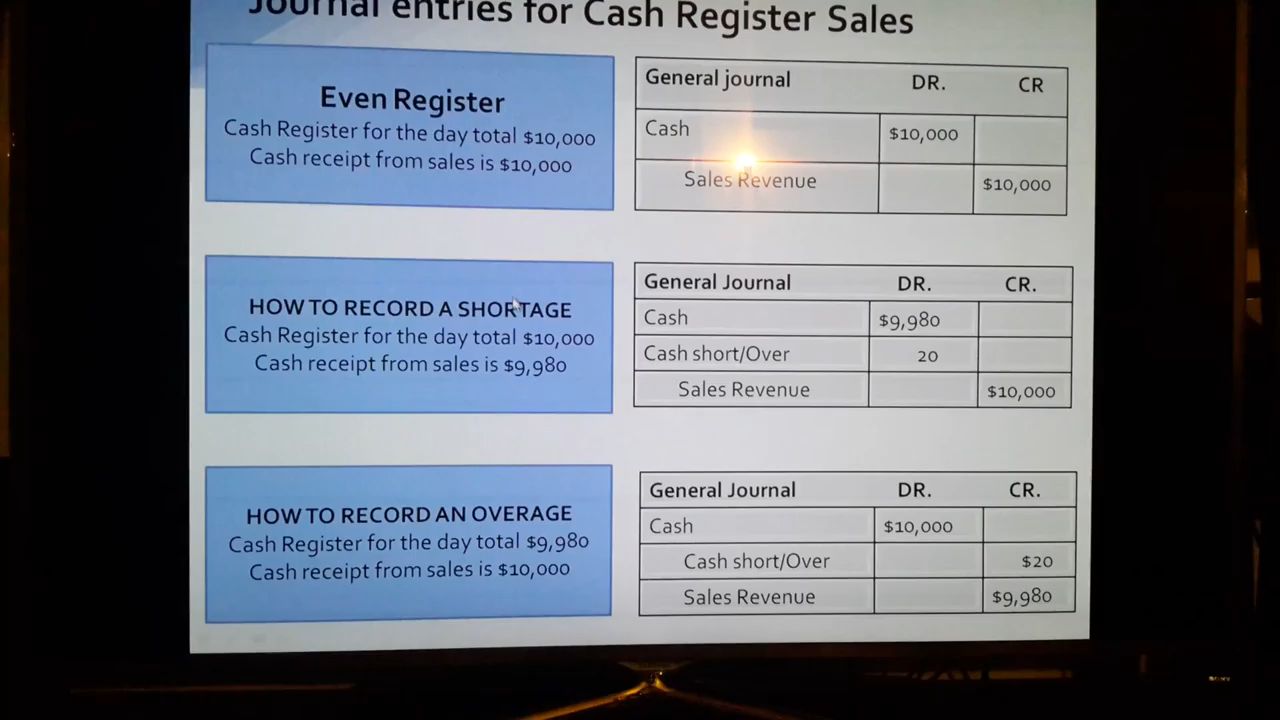 Journal entries for Cash Register Sales
Even Register
Cash Register for the day total $10,000
Cash receipt from sales is $10,000
General journal DR. CR
Cash $10,000
Sales Revenue $10,000
HOW TO RECORD A SHORTAGE
Cash Register for the day total $10,000
Cash receipt from sales is $9,980
General Journal DR. CR.
Cash $9,980
Cash short/Over 20
Sales Revenue $10,000
HOW TO RECORD AN OVERAGE
Cash Register for the day total $9,980
Cash receipt from sales is $10,000
General Journal DR. CR.
Cash $10,000
Cash short/Over $20
Sales Revenue $9,980
SONY